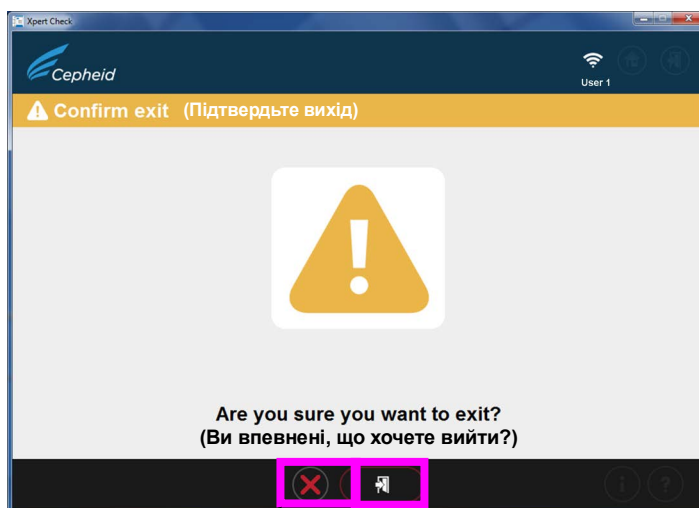 Xpert Check
Cepheid
User 1
Confirm exit (Підтвердьте вихід)
Are you sure you want to exit?
(Ви впевнені, що хочете вийти?)